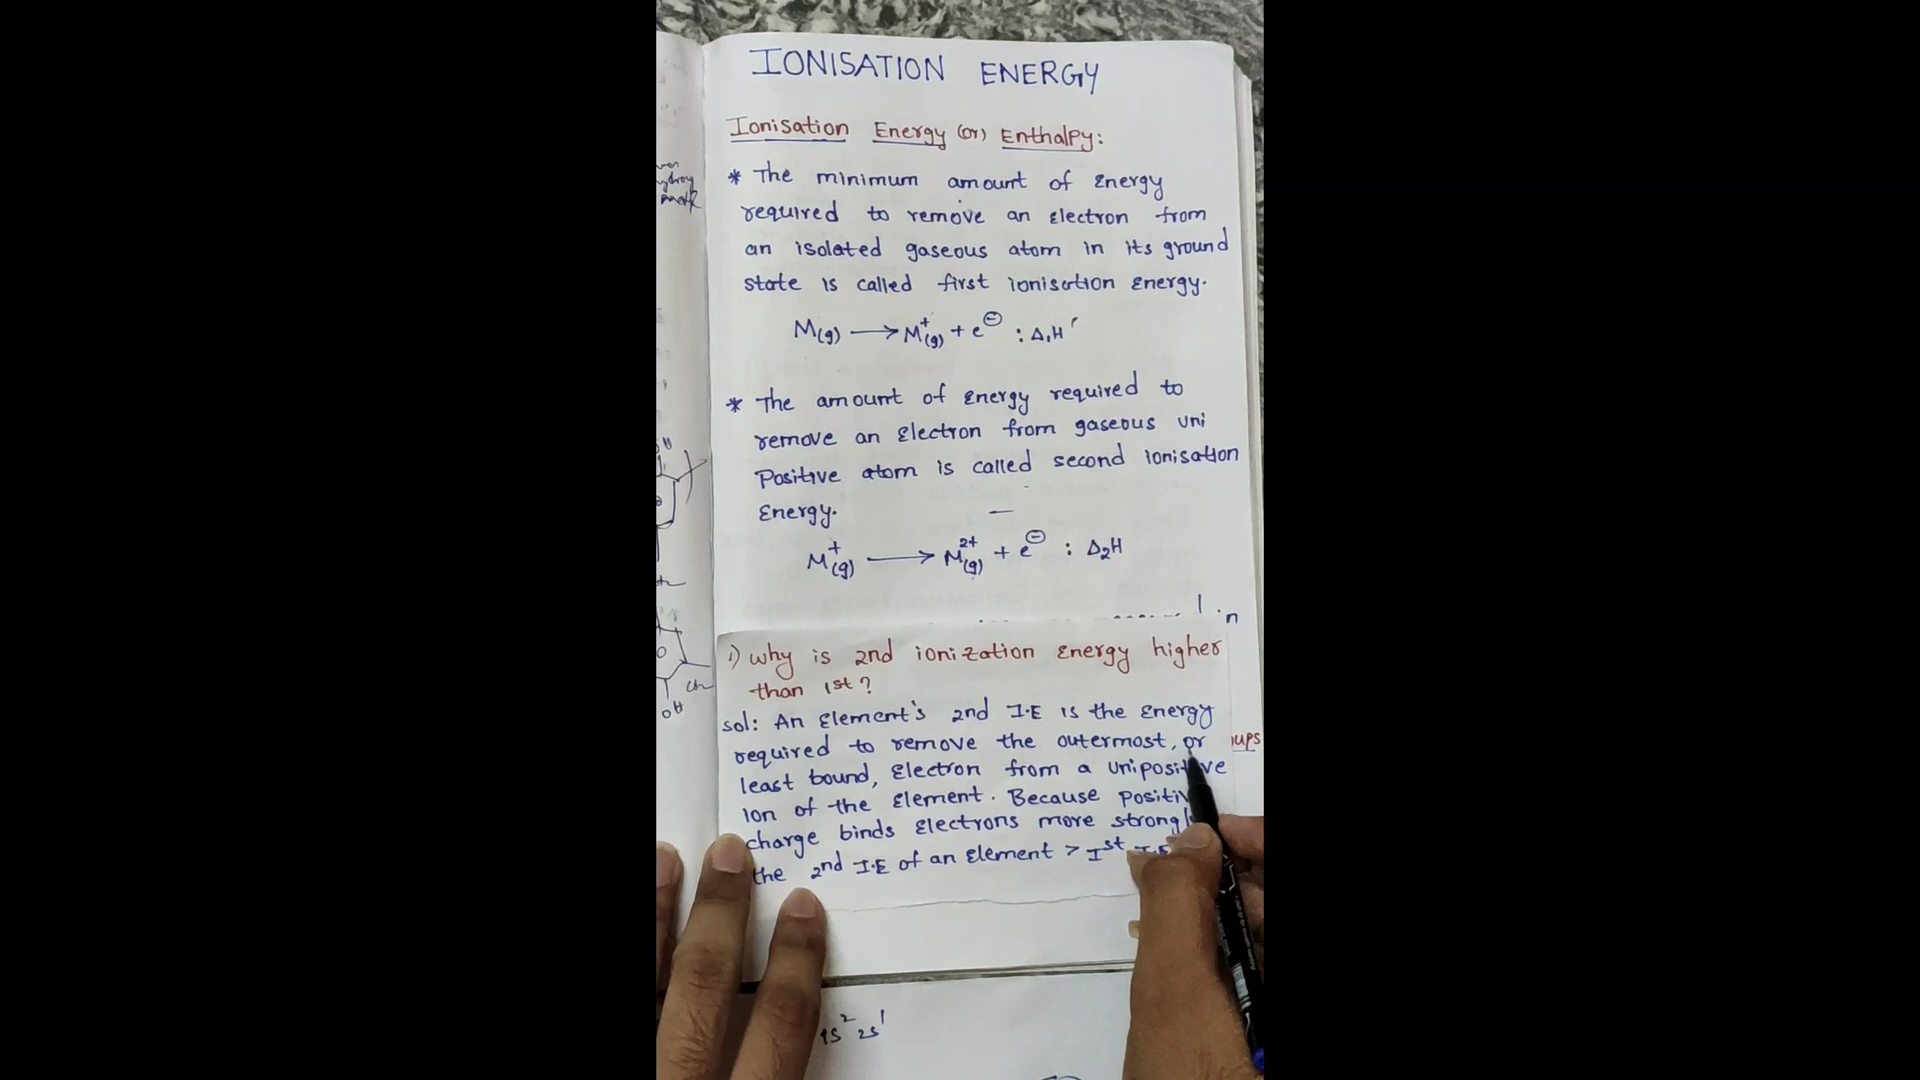 IONISATION ENERGY
Ionisation Energy (or) Enthalpy:
* The minimum amount of Energy
required to remove an electron from
an isolated gaseous atom in its ground
state is called first ionisation Energy.
M(g) ⟶ M⁺(g) + e⊖ : Δ₁H
* The amount of Energy required to
remove an Electron from gaseous uni
Positive atom is called second ionisation
Energy.
M⁺(g) ⟶ M²⁺(g) + e⊖ : Δ₂H
1) Why is 2nd ionization Energy higher
than 1st?
Sol: An Element's 2nd I.E is the Energy
required to remove the outermost, or
least bound, Electron from a unipositive
Ion of the Element. Because
charge binds Electrons more
the 2nd I.E of an Element > Ist I.E
1s² 2s¹
OH